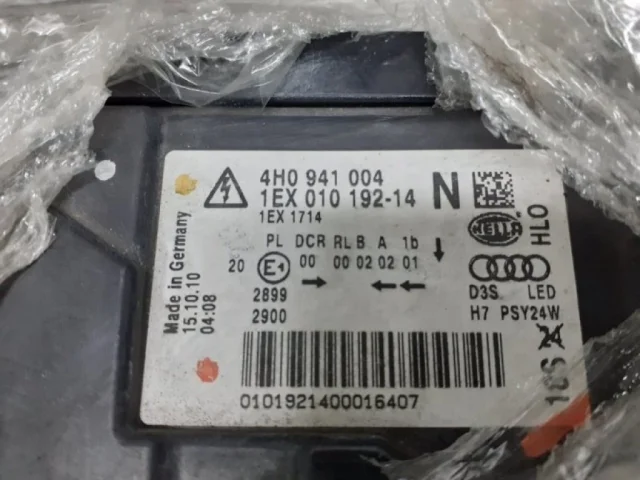 4H0 941 004
1EX 010 192-14 N
1EX 1714
PL DCR RL B A 1b
20 E1 00 00 02 02 01
2899
2900
0101921400016407
Made in Germany
15.10.10
04:08
HELLA
HLO
D3S LED
H7 PSY24W